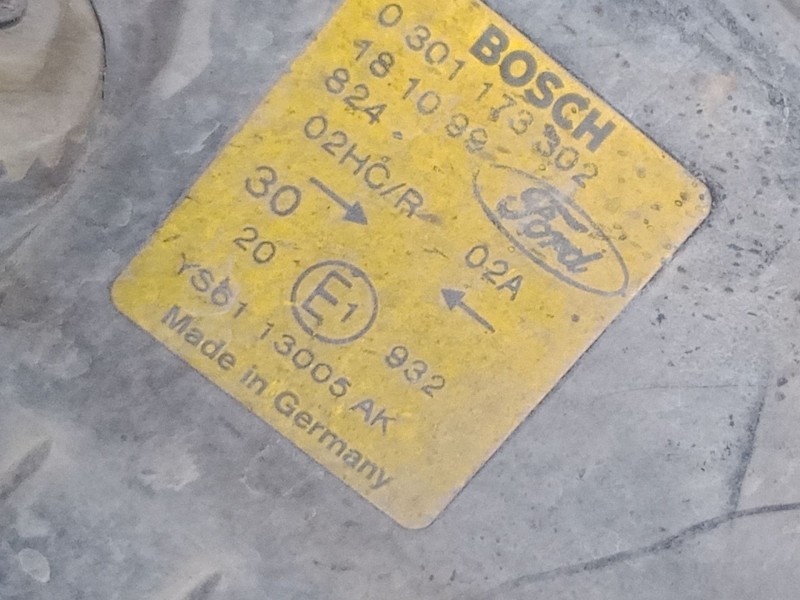 BOSCH
0 301 173 302
18 10 99
824
Ford
02HC/R
02A
30
20
E1
932
YS61 13005 AK
Made in Germany